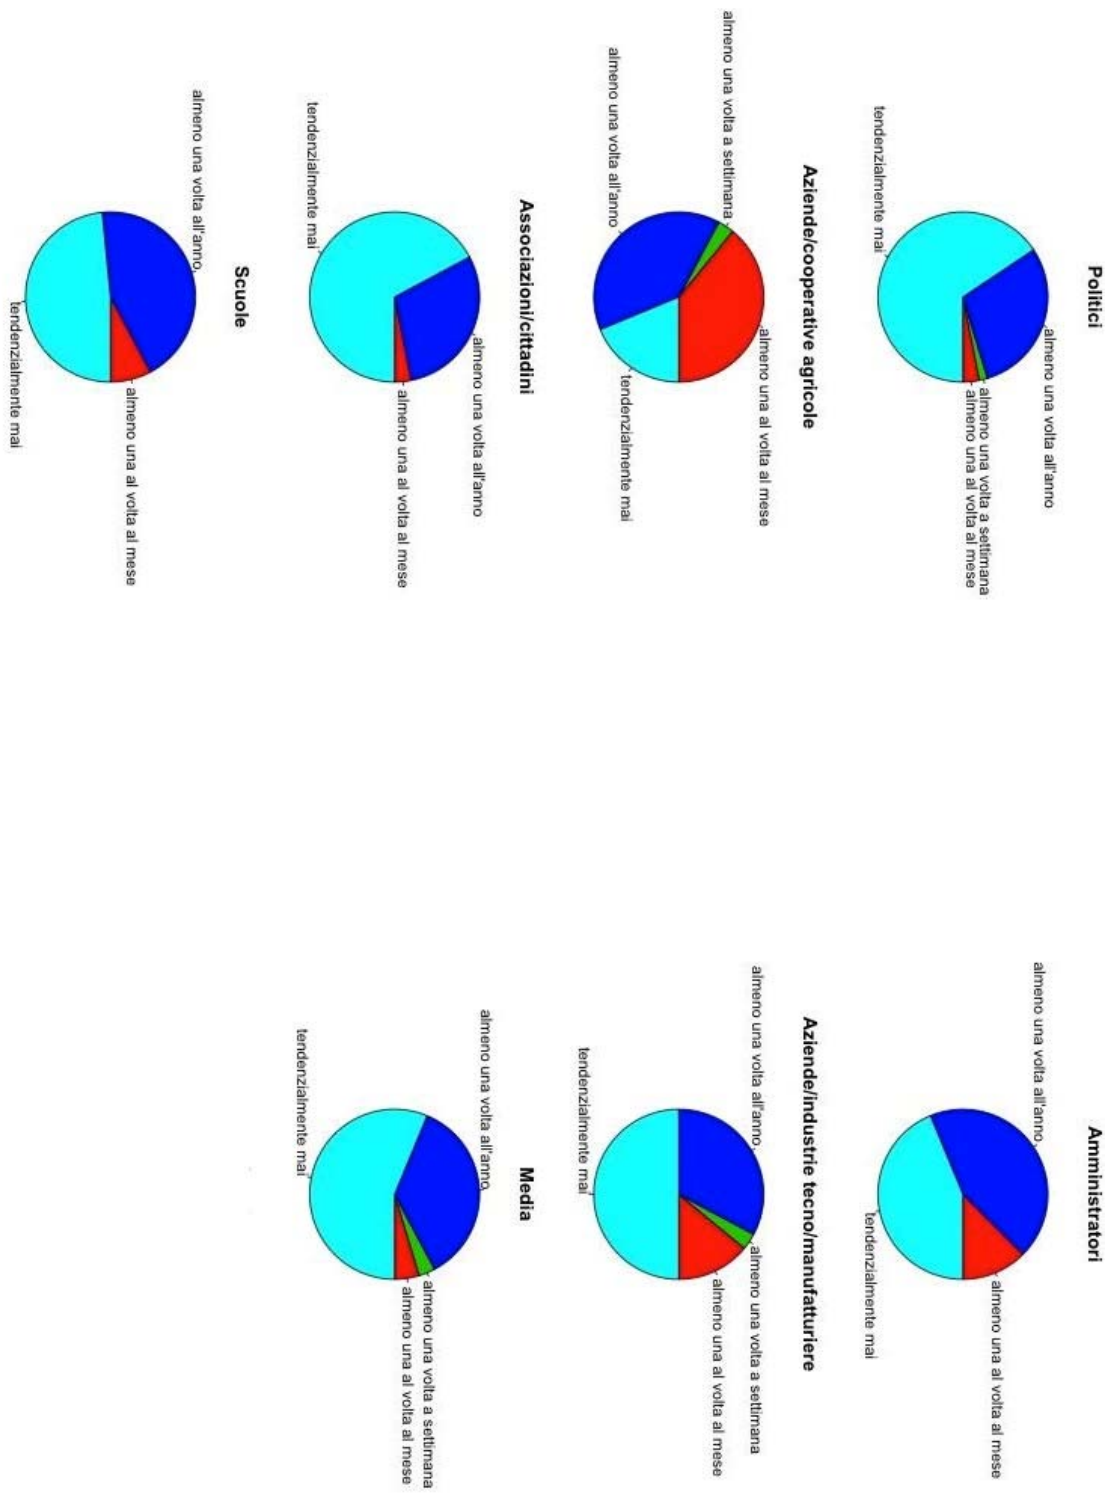 Politici
almeno una volta all'anno
almeno una volta a settimana
almeno una al volta al mese
tendenzialmente mai
Amministratori
almeno una volta all'anno
almeno una al volta al mese
tendenzialmente mai
Aziende/cooperative agricole
almeno una al volta al mese
almeno una volta a settimana
tendenzialmente mai
almeno una volta all'anno
Aziende/industrie tecno/manufatturiere
almeno una volta all'anno
almeno una volta a settimana
almeno una al volta al mese
tendenzialmente mai
Associazioni/cittadini
almeno una volta all'anno
almeno una al volta al mese
tendenzialmente mai
Media
almeno una volta all'anno
almeno una volta a settimana
almeno una al volta al mese
tendenzialmente mai
Scuole
almeno una volta all'anno
almeno una al volta al mese
tendenzialmente mai